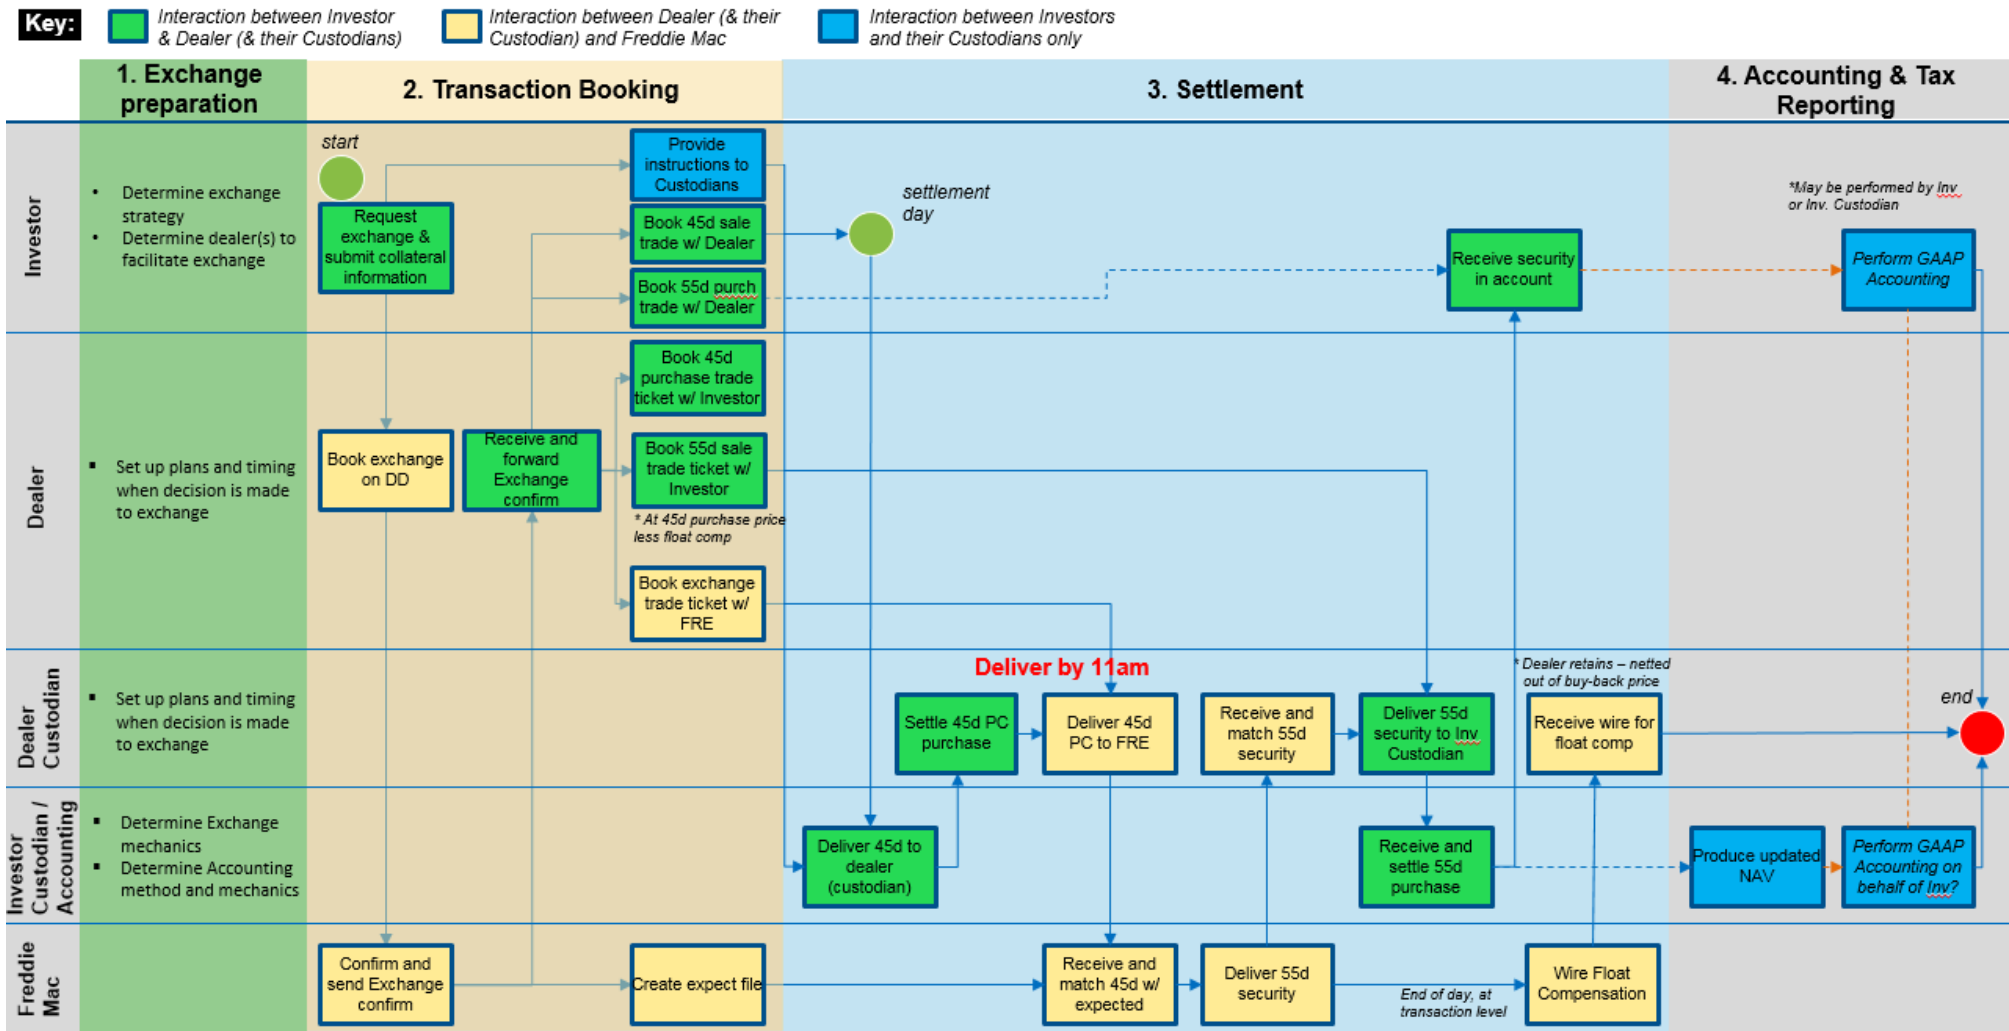 Key:
Interaction between Investor
& Dealer (& their Custodians)
Interaction between Dealer (& their
Custodian) and Freddie Mac
Interaction between Investors
and their Custodians only
1. Exchange
preparation
2. Transaction Booking
3. Settlement
4. Accounting & Tax
Reporting
Investor
• Determine exchange
strategy
• Determine dealer(s) to
facilitate exchange
start
Request
exchange &
submit collateral
information
Provide
instructions to
Custodians
Book 45d sale
trade w/ Dealer
Book 55d purch
trade w/ Dealer
settlement
day
Receive security
in account
*May be performed by Inv
or Inv. Custodian
Perform GAAP
Accounting
Dealer
▪ Set up plans and timing
when decision is made
to exchange
Book exchange
on DD
Receive and
forward
Exchange
confirm
Book 45d
purchase trade
ticket w/ Investor
Book 55d sale
trade ticket w/
Investor
* At 45d purchase price
less float comp
Book exchange
trade ticket w/
FRE
Dealer
Custodian
▪ Set up plans and timing
when decision is made
to exchange
Deliver by 11am
Settle 45d PC
purchase
Deliver 45d
PC to FRE
Receive and
match 55d
security
Deliver 55d
security to Inv
Custodian
* Dealer retains – netted
out of buy-back price
Receive wire for
float comp
end
Investor
Custodian /
Accounting
▪ Determine Exchange
mechanics
▪ Determine Accounting
method and mechanics
Deliver 45d to
dealer
(custodian)
Receive and
settle 55d
purchase
Produce updated
NAV
Perform GAAP
Accounting on
behalf of Inv?
Freddie
Mac
Confirm and
send Exchange
confirm
Create expect file
Receive and
match 45d w/
expected
Deliver 55d
security
End of day, at
transaction level
Wire Float
Compensation